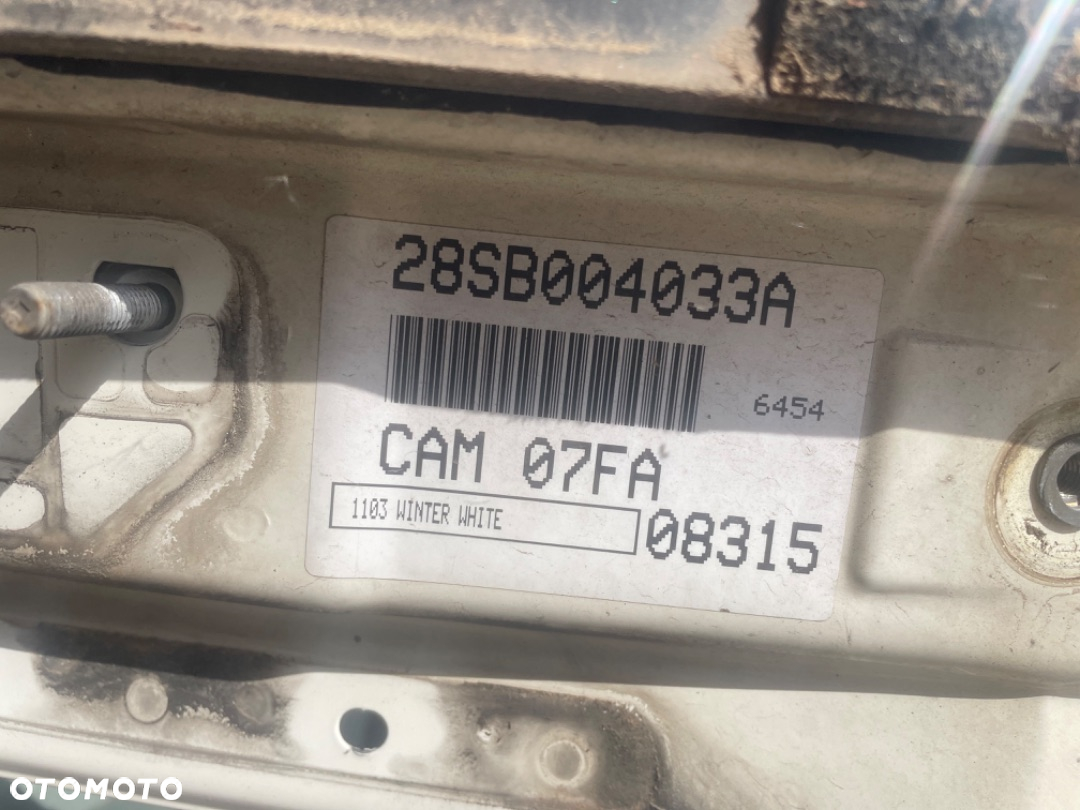 28SB004033A
6454
CAM 07FA
1103 WINTER WHITE
08315
OTOMOTO